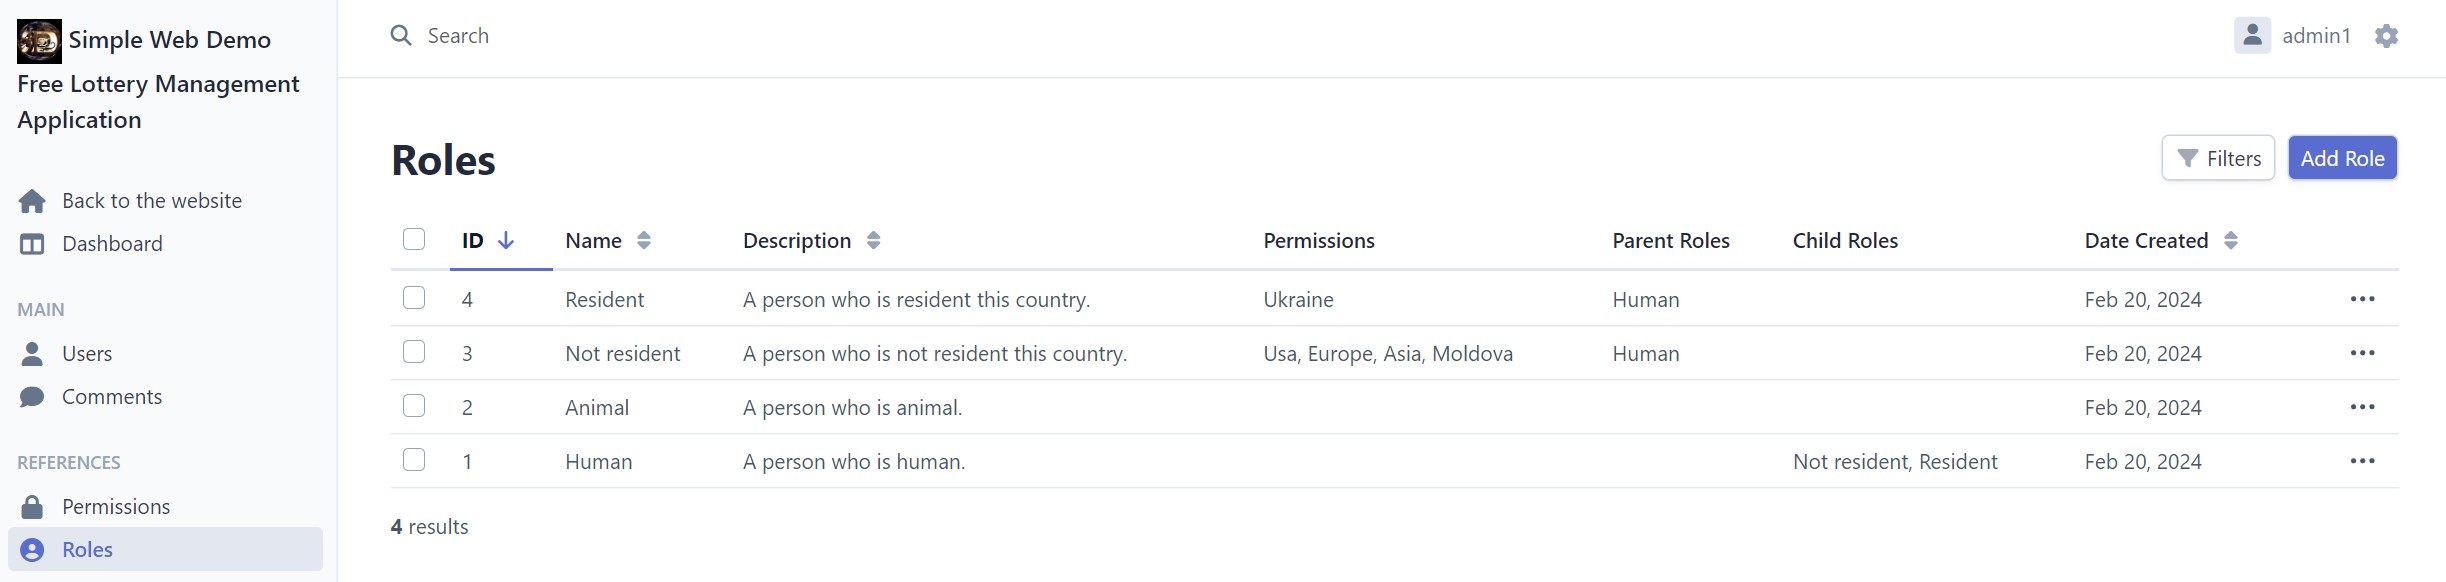 Simple Web Demo
Free Lottery Management
Application
Back to the website
Dashboard
MAIN
Users
Comments
REFERENCES
Permissions
Roles
Search
admin1
Roles
Filters
Add Role
ID Name Description Permissions Parent Roles Child Roles Date Created
4 Resident A person who is resident this country. Ukraine Human Feb 20, 2024
3 Not resident A person who is not resident this country. Usa, Europe, Asia, Moldova Human Feb 20, 2024
2 Animal A person who is animal. Feb 20, 2024
1 Human A person who is human. Not resident, Resident Feb 20, 2024
4 results